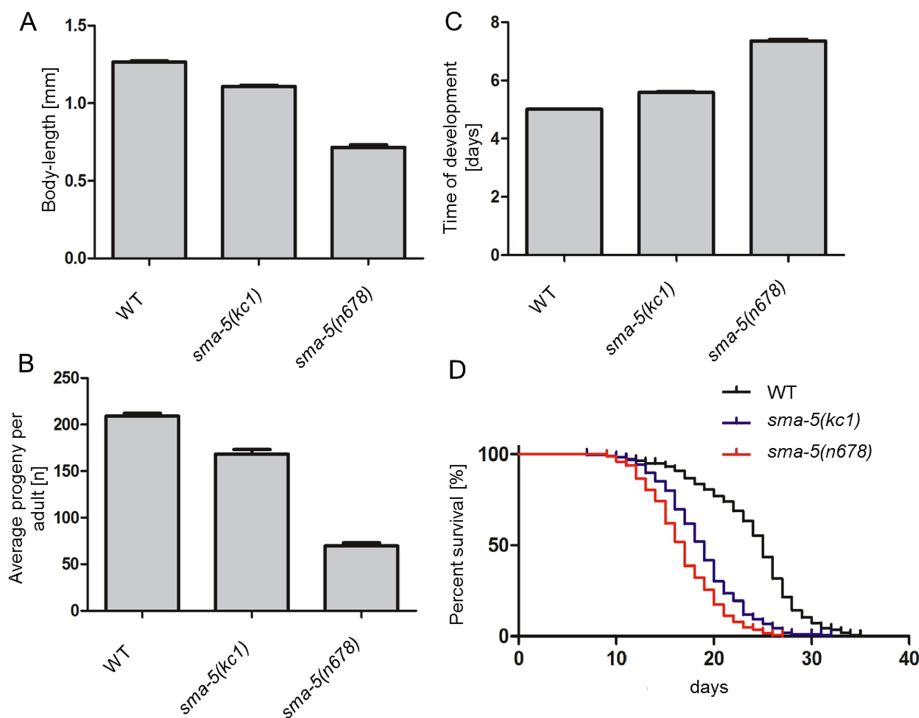 A
Body-length [mm]
1.5
1.0
0.5
0.0
WT
sma-5(kc1)
sma-5(n678)
C
Time of development
[days]
8
6
4
2
0
WT
sma-5(kc1)
sma-5(n678)
B
Average progeny per
adult [n]
250
200
150
100
50
0
WT
sma-5(kc1)
sma-5(n678)
D
WT
sma-5(kc1)
sma-5(n678)
Percent survival [%]
100
50
0
0
10
20
30
40
days